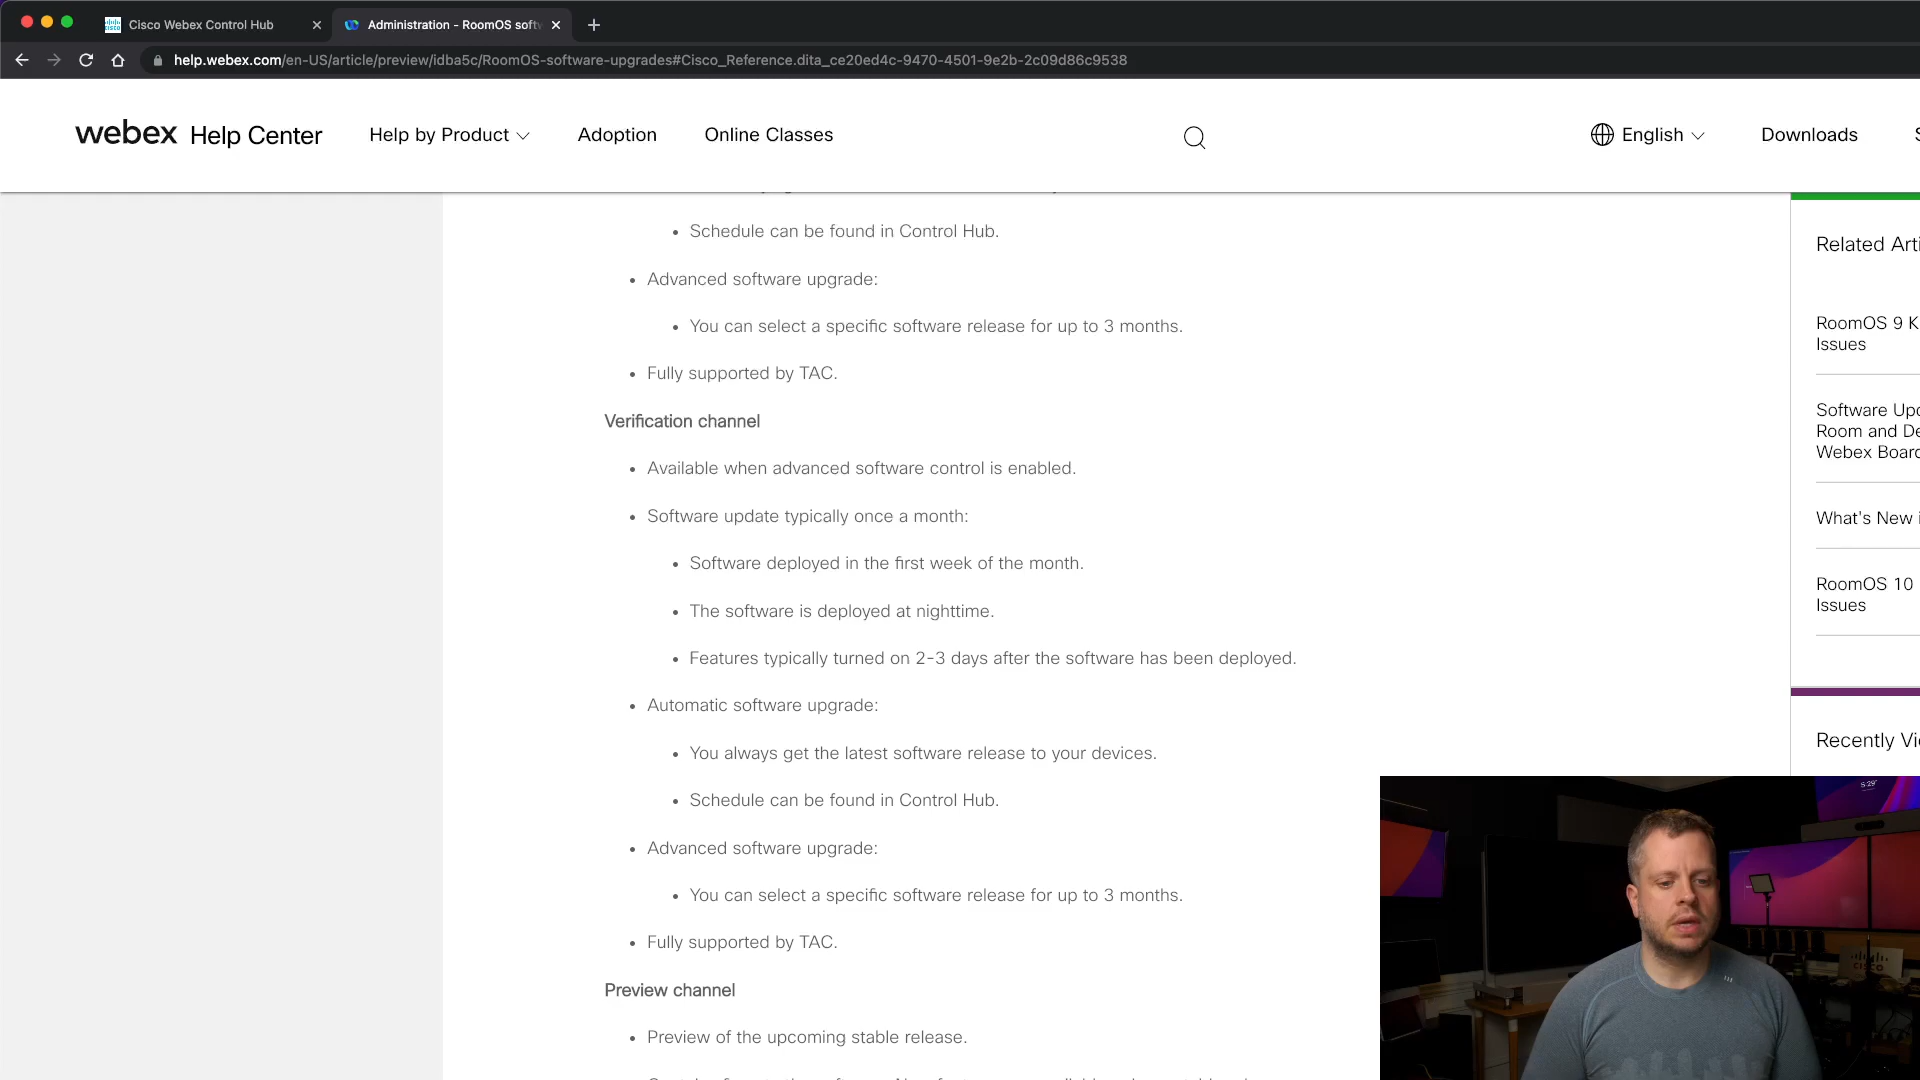 Cisco Webex Control Hub
Administration - RoomOS softw
help.webex.com/en-US/article/preview/idba5c/RoomOS-software-upgrades#Cisco_Reference.dita_ce20ed4c-9470-4501-9e2b-2c09d86c9538
webex Help Center
Help by Product
Adoption
Online Classes
English
Downloads
S
• Schedule can be found in Control Hub.
• Advanced software upgrade:
• You can select a specific software release for up to 3 months.
• Fully supported by TAC.
Verification channel
• Available when advanced software control is enabled.
• Software update typically once a month:
• Software deployed in the first week of the month.
• The software is deployed at nighttime.
• Features typically turned on 2-3 days after the software has been deployed.
• Automatic software upgrade:
• You always get the latest software release to your devices.
• Schedule can be found in Control Hub.
• Advanced software upgrade:
• You can select a specific software release for up to 3 months.
• Fully supported by TAC.
Preview channel
• Preview of the upcoming stable release.
Related Arti
RoomOS 9 K
Issues
Software Upd
Room and De
Webex Board
What's New i
RoomOS 10
Issues
Recently Vi
5:29
CISCO